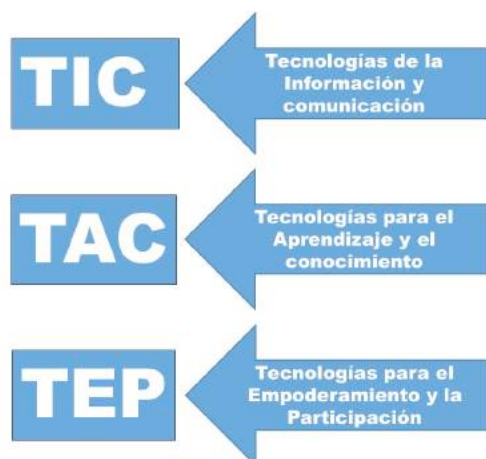 TIC
Tecnologías de la
Información y
comunicación
TAC
Tecnologías para el
Aprendizaje y el
conocimiento
TEP
Tecnologías para el
Empoderamiento y la
Participación